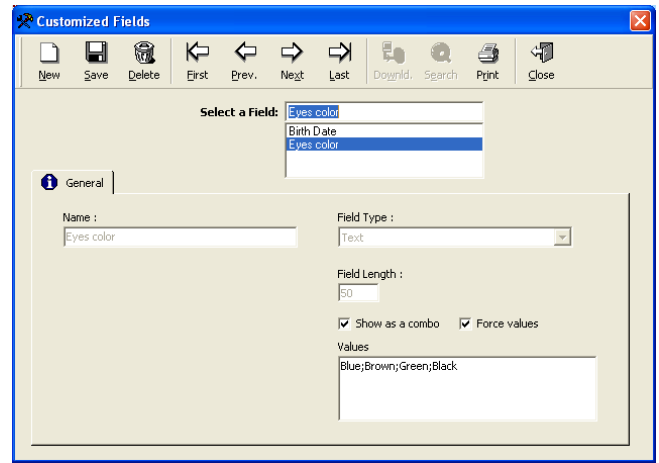 Customized Fields
New Save Delete First Prev. Next Last Downld. Search Print Close
Select a Field: Eyes color
Birth Date
Eyes color
General
Name : Field Type :
Eyes color Text
Field Length :
50
Show as a combo Force values
Values
Blue;Brown;Green;Black